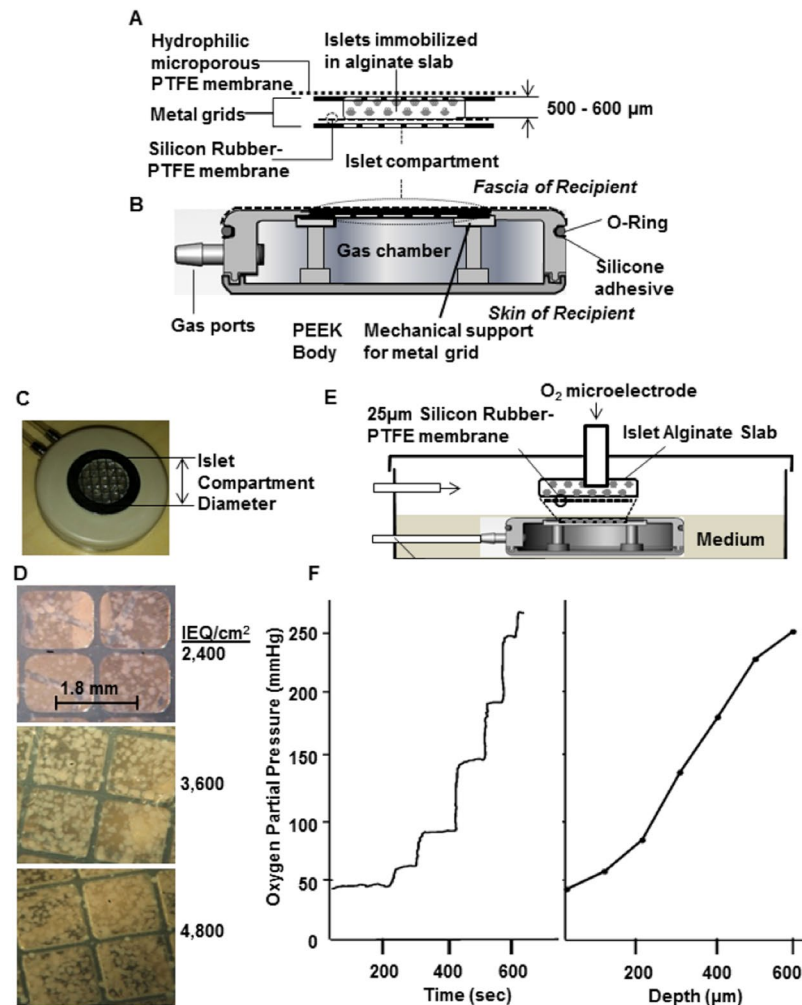 A
Hydrophilic
microporous
PTFE membrane
Islets immobilized
in alginate slab
Metal grids
500 - 600 µm
Silicon Rubber-
PTFE membrane
Islet compartment
Fascia of Recipient
B
O-Ring
Gas chamber
Silicone
adhesive
Skin of Recipient
Gas ports
PEEK
Body
Mechanical support
for metal grid
C
Islet
Compartment
Diameter
E
O2 microelectrode
25µm Silicon Rubber-
PTFE membrane
Islet Alginate Slab
Medium
D
IEQ/cm2
2,400
1.8 mm
3,600
4,800
F
Oxygen Partial Pressure (mmHg)
250
200
150
100
50
0
200
400
600
Time (sec)
200
400
600
Depth (µm)